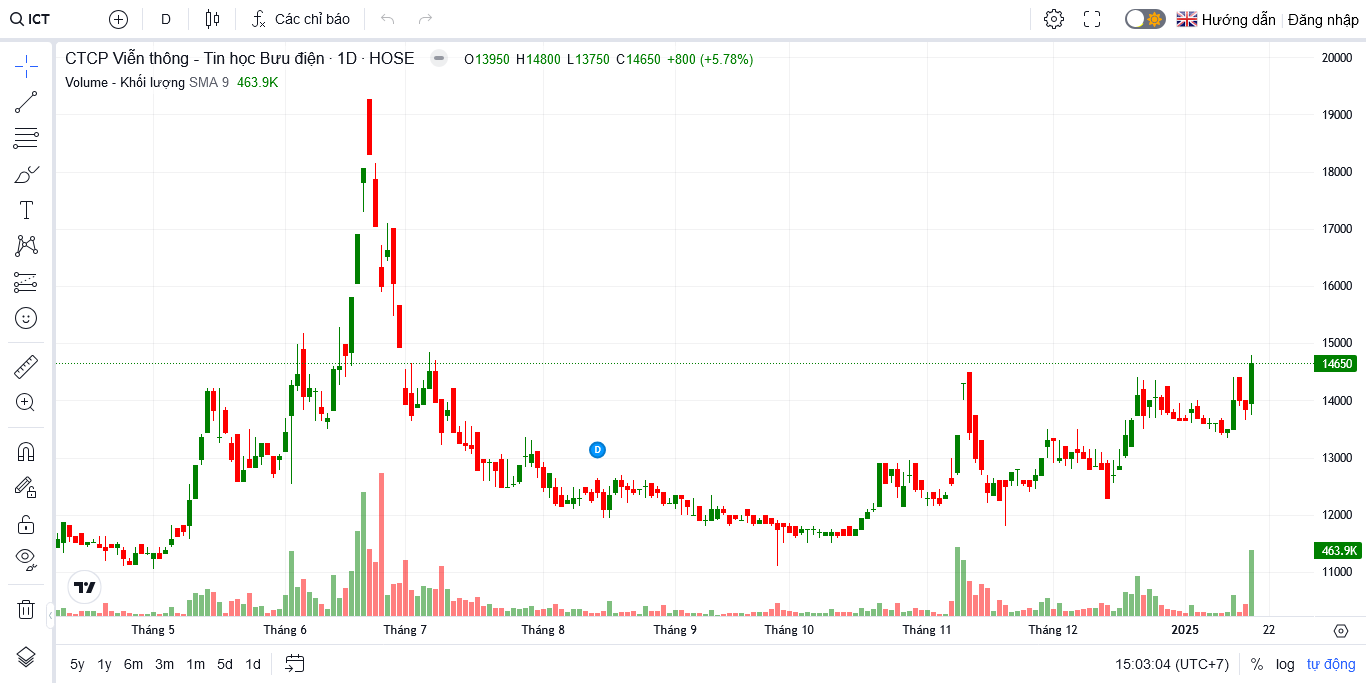 ICT D Các chỉ báo Hướng dẫn Đăng nhập
CTCP Viễn thông - Tin học Bưu điện · 1D · HOSE O13950 H14800 L13750 C14650 +800 (+5.78%)
Volume - Khối lượng SMA 9 463.9K
20000
19000
18000
17000
16000
15000
14650
14000
13000
D
12000
463.9K
11000
Tháng 5 Tháng 6 Tháng 7 Tháng 8 Tháng 9 Tháng 10 Tháng 11 Tháng 12 2025 22
5y 1y 6m 3m 1m 5d 1d 15:03:04 (UTC+7) % log tự động